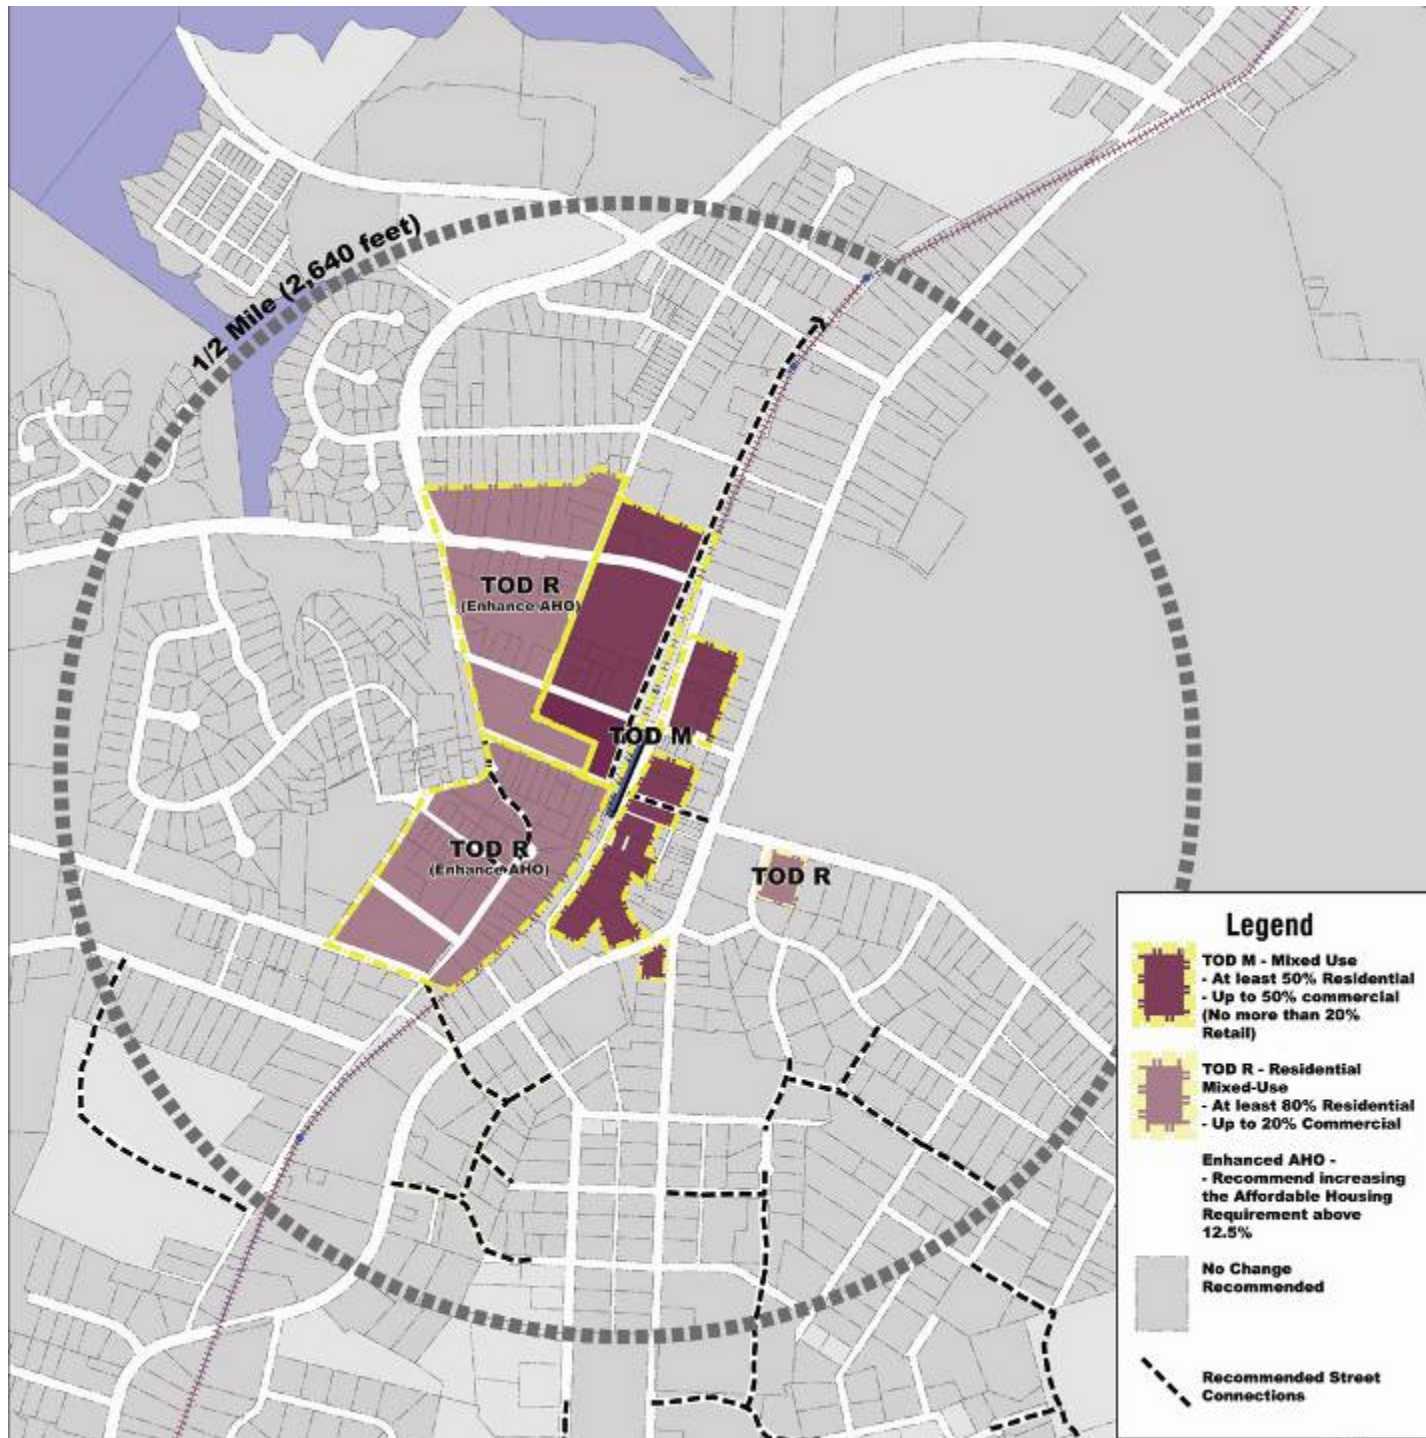 1/2 Mile (2,640 feet)
TOD R
(Enhance AHO)
TOD M
TOD R
(Enhance AHO)
TOD R
Legend
TOD M - Mixed Use
- At least 50% Residential
- Up to 50% commercial
(No more than 20%
Retail)
TOD R - Residential
Mixed-Use
- At least 80% Residential
- Up to 20% Commercial
Enhanced AHO -
- Recommend increasing
the Affordable Housing
Requirement above
12.5%
No Change
Recommended
Recommended Street
Connections